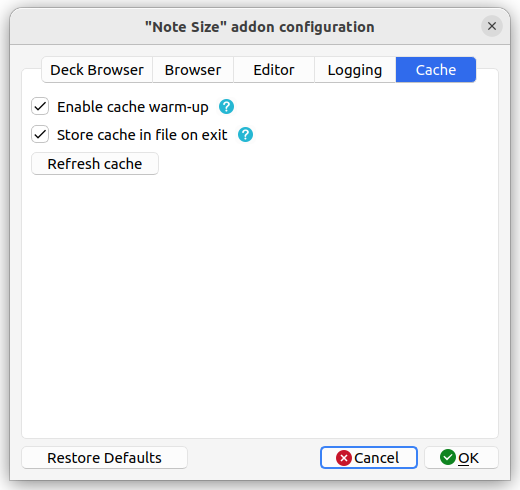 "Note Size" addon configuration
Deck Browser Browser Editor Logging Cache
Enable cache warm-up ?
Store cache in file on exit ?
Refresh cache
Restore Defaults Cancel OK